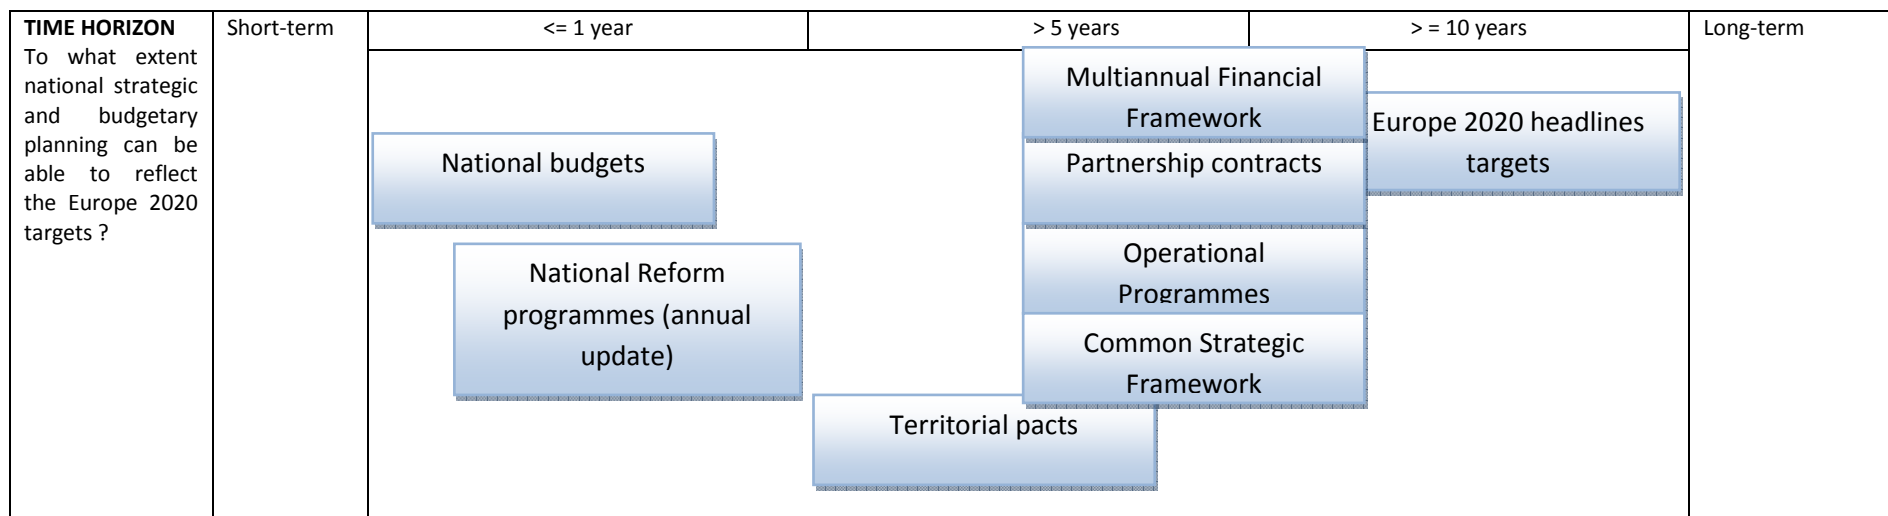 TIME HORIZON
To what extent
national strategic
and budgetary
planning can be
able to reflect
the Europe 2020
targets ?
Short-term
<= 1 year
> 5 years
> = 10 years
Long-term
Multiannual Financial
Framework
Europe 2020 headlines
targets
National budgets
Partnership contracts
National Reform
programmes (annual
update)
Operational
Programmes
Common Strategic
Framework
Territorial pacts